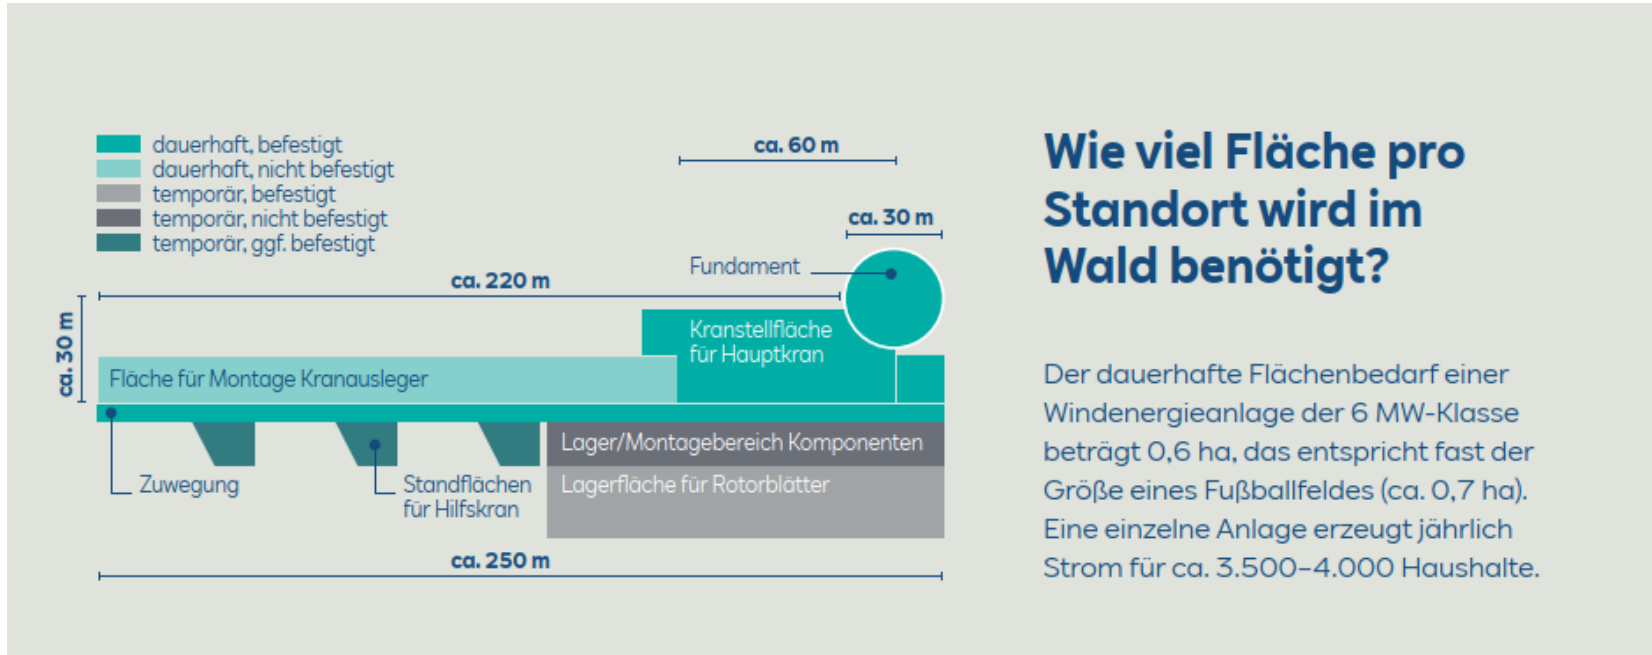 dauerhaft, befestigt
dauerhaft, nicht befestigt
temporär, befestigt
temporär, nicht befestigt
temporär, ggf. befestigt
ca. 60 m
ca. 30 m
Fundament
ca. 220 m
ca. 30 m
Kranstellfläche
für Hauptkran
Fläche für Montage Kranausleger
Lager/Montagebereich Komponenten
Zuwegung
Standflächen
für Hilfskran
Lagerfläche für Rotorblätter
ca. 250 m
Wie viel Fläche pro
Standort wird im
Wald benötigt?
Der dauerhafte Flächenbedarf einer
Windenergieanlage der 6 MW-Klasse
beträgt 0,6 ha, das entspricht fast der
Größe eines Fußballfeldes (ca. 0,7 ha).
Eine einzelne Anlage erzeugt jährlich
Strom für ca. 3.500–4.000 Haushalte.